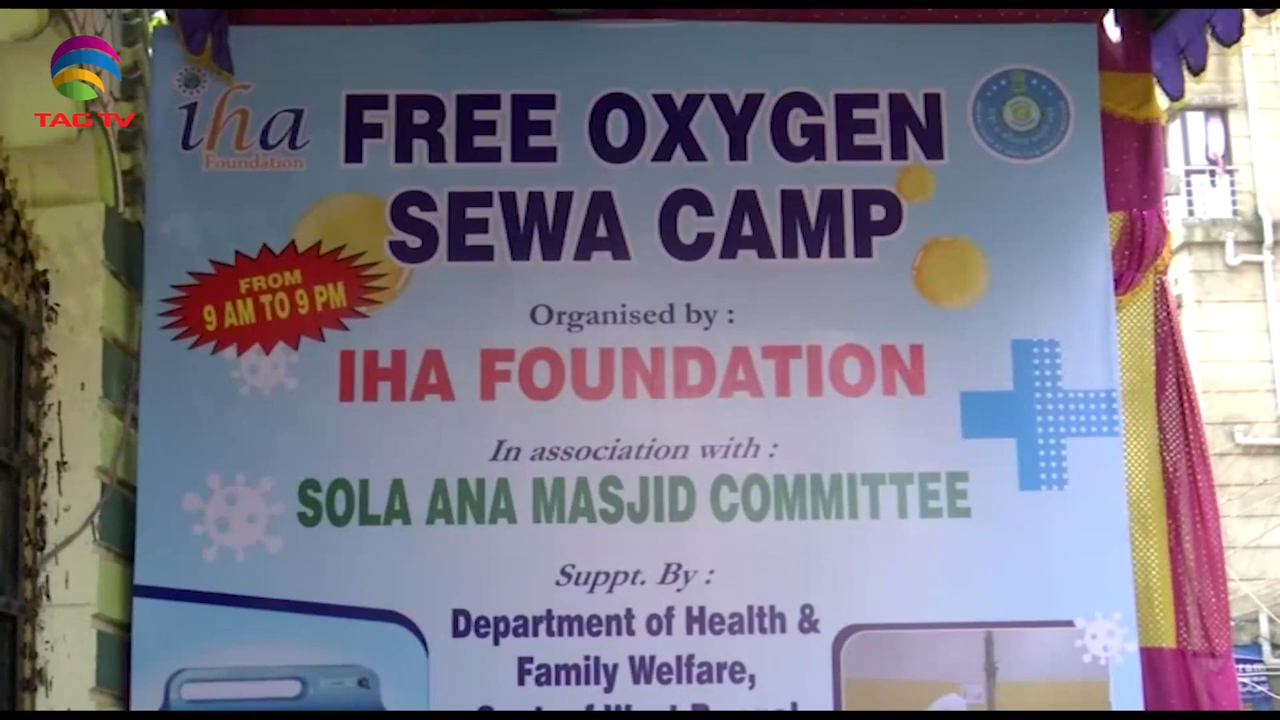 TAG TV
iha
Foundation
FREE OXYGEN
SEWA CAMP
FROM
9 AM TO 9 PM
Organised by :
IHA FOUNDATION
In association with :
SOLA ANA MASJID COMMITTEE
Suppt. By :
Department of Health &
Family Welfare,